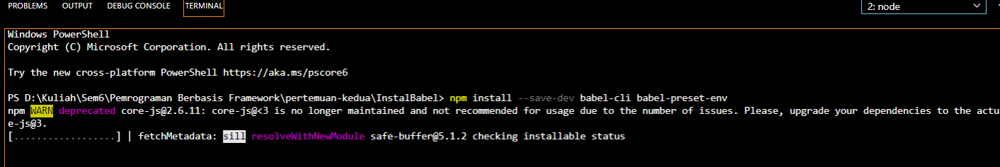 PROBLEMS OUTPUT DEBUG CONSOLE TERMINAL 2: node
Windows PowerShell
Copyright (C) Microsoft Corporation. All rights reserved.
Try the new cross-platform PowerShell https://aka.ms/pscore6
PS D:\Kuliah\Sem6\Pemrograman Berbasis Framework\pertemuan-kedua\InstalBabel> npm install --save-dev babel-cli babel-preset-env
npm WARN deprecated core-js@2.6.11: core-js@<3 is no longer maintained and not recommended for usage due to the number of issues. Please, upgrade your dependencies to the actu
e-js@3.
[..................] | fetchMetadata: sill resolveWithNewModule safe-buffer@5.1.2 checking installable status